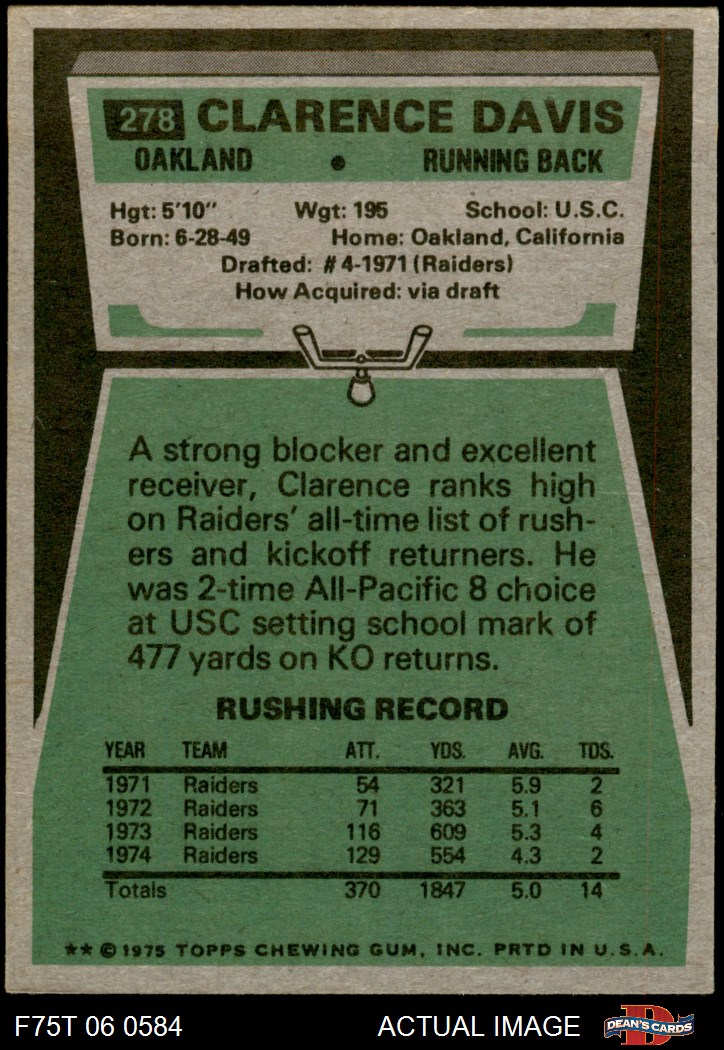 278 CLARENCE DAVIS
OAKLAND • RUNNING BACK
Hgt: 5'10" Wgt: 195 School: U.S.C.
Born: 6-28-49 Home: Oakland, California
Drafted: #4-1971 (Raiders)
How Acquired: via draft
A strong blocker and excellent
receiver, Clarence ranks high
on Raiders' all-time list of rush-
ers and kickoff returners. He
was 2-time All-Pacific 8 choice
at USC setting school mark of
477 yards on KO returns.
RUSHING RECORD
YEAR TEAM ATT. YDS. AVG. TDS.
1971 Raiders 54 321 5.9 2
1972 Raiders 71 363 5.1 6
1973 Raiders 116 609 5.3 4
1974 Raiders 129 554 4.3 2
Totals 370 1847 5.0 14
** © 1975 TOPPS CHEWING GUM, INC. PRTD IN U.S.A.
F75T 06 0584 ACTUAL IMAGE D DEAN'S CARDS